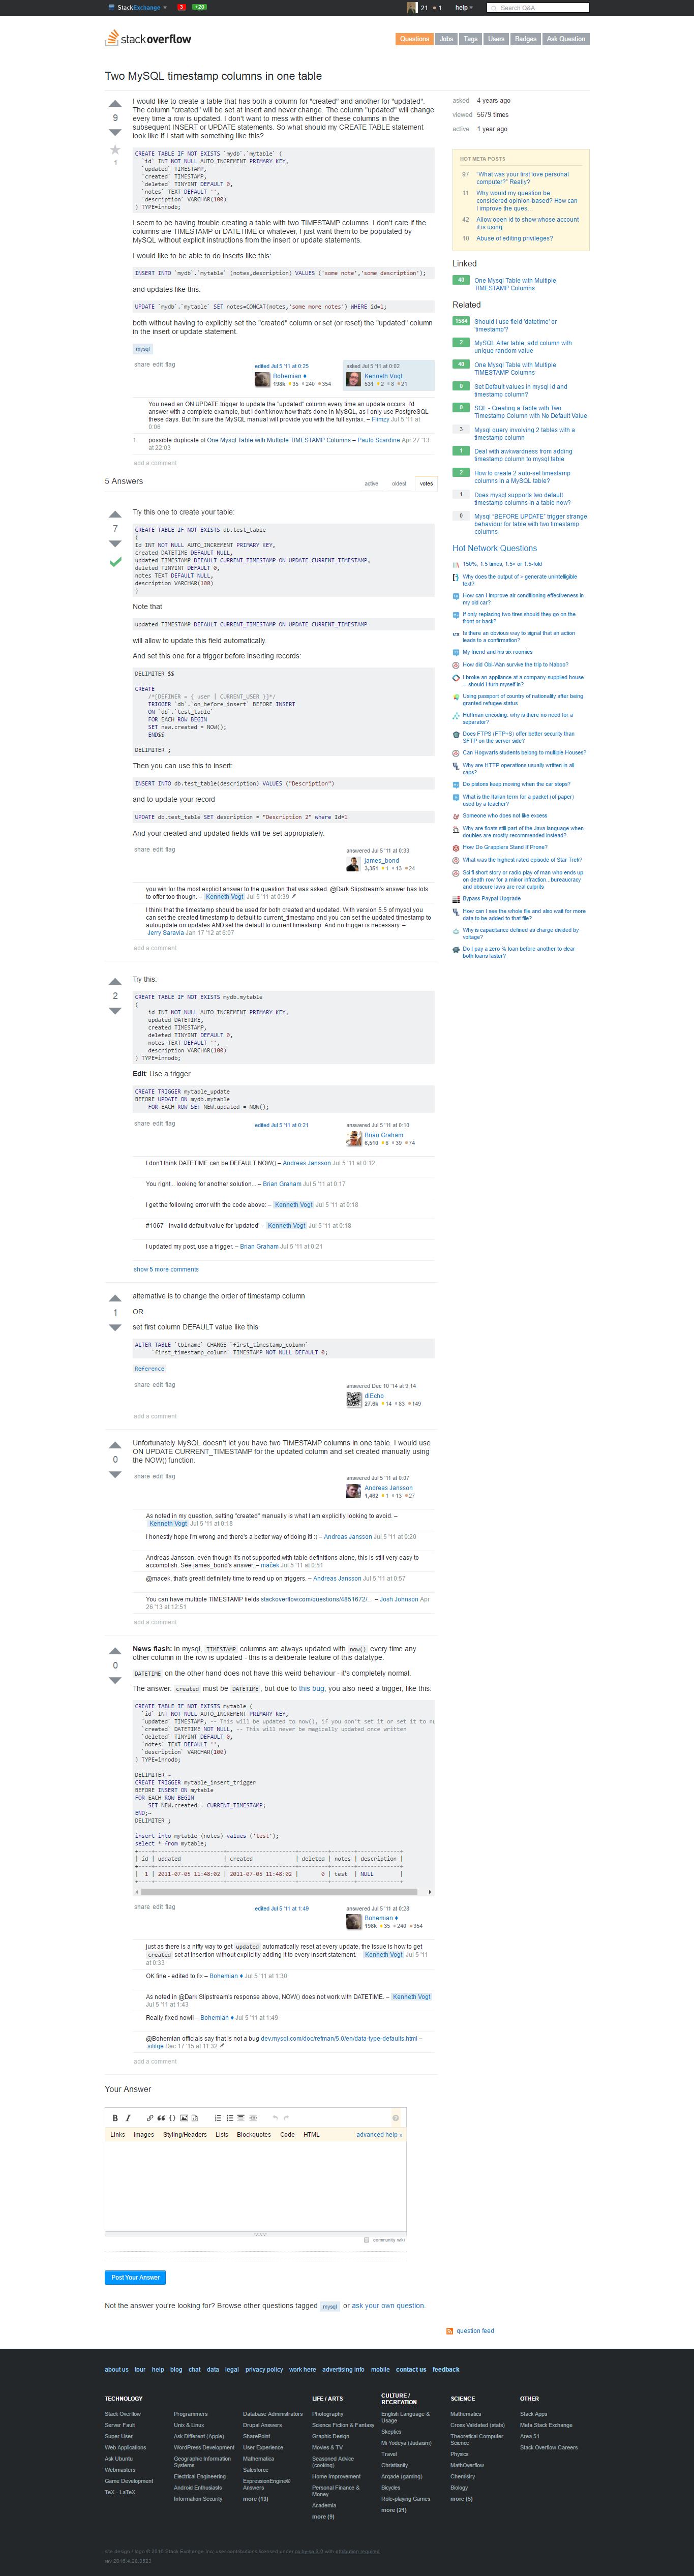 StackExchange
3
+20
21
1
help
Search Q&A
stackoverflow
Questions
Jobs
Tags
Users
Badges
Ask Question
Two MySQL timestamp columns in one table
9
1
I would like to create a table that has both a column for "created" and another for "updated".
The column "created" will be set at insert and never change. The column "updated" will change
every time a row is updated. I don't want to mess with either of these columns in the
subsequent INSERT or UPDATE statements. So what should my CREATE TABLE statement
look like if I start with something like this?
CREATE TABLE IF NOT EXISTS `mydb`.`mytable` (
`id` INT NOT NULL AUTO_INCREMENT PRIMARY KEY,
`updated` TIMESTAMP,
`created` TIMESTAMP,
`deleted` TINYINT DEFAULT 0,
`notes` TEXT DEFAULT '',
`description` VARCHAR(100)
) TYPE=innodb;
I seem to be having trouble creating a table with two TIMESTAMP columns. I don't care if the
columns are TIMESTAMP or DATETIME or whatever, I just want them to be populated by
MySQL without explicit instructions from the insert or update statements.
I would like to be able to do inserts like this:
INSERT INTO `mydb`.`mytable` (notes,description) VALUES ('some note','some description');
and updates like this:
UPDATE `mydb`.`mytable` SET notes=CONCAT(notes,'some more notes') WHERE id=1;
both without having to explicitly set the "created" column or set (or reset) the "updated" column
in the insert or update statement.
mysql
share edit flag
edited Jul 5 '11 at 0:25
Bohemian ♦
198k 35 240 354
asked Jul 5 '11 at 0:02
Kenneth Vogt
531 2 8 21
You need an ON UPDATE trigger to update the "updated" column every time an update occurs. I'd
answer with a complete example, but I don't know how that's done in MySQL, as I only use PostgreSQL
these days. But I'm sure the MySQL manual will provide you with the full syntax. – Flimzy Jul 5 '11 at
0:08
1 possible duplicate of One Mysql Table with Multiple TIMESTAMP Columns – Paulo Scardine Apr 27 '13
at 22:03
add a comment
5 Answers
active
oldest
votes
7
Try this one to create your table:
CREATE TABLE IF NOT EXISTS db.test_table
(
Id INT NOT NULL AUTO_INCREMENT PRIMARY KEY,
created DATETIME DEFAULT NULL,
updated TIMESTAMP DEFAULT CURRENT_TIMESTAMP ON UPDATE CURRENT_TIMESTAMP,
deleted TINYINT DEFAULT 0,
notes TEXT DEFAULT NULL,
description VARCHAR(100)
)
Note that
updated TIMESTAMP DEFAULT CURRENT_TIMESTAMP ON UPDATE CURRENT_TIMESTAMP
will allow to update this field automatically.
And set this one for a trigger before inserting records:
DELIMITER $$
CREATE
/*[DEFINER = { user | CURRENT_USER }]*/
TRIGGER `db`.`on_before_insert` BEFORE INSERT
ON `db`.`test_table`
FOR EACH ROW BEGIN
SET new.created = NOW();
END$$
DELIMITER ;
Then you can use this to insert:
INSERT INTO db.test_table(description) VALUES ("Description")
and to update your record
UPDATE db.test_table SET description = "Description 2" where Id=1
And your created and updated fields will be set appropriately.
share edit flag
answered Jul 5 '11 at 0:33
james_bond
3,351 1 13 24
you win for the most explicit answer to the question that was asked. @Dark Slipstream's answer has lots
to offer too though. – Kenneth Vogt Jul 5 '11 at 0:39
I think that the timestamp should be used for both created and updated. With version 5.5 of mysql you
can set the created timestamp to default to current_timestamp and you can set the updated timestamp to
autoupdate on updates AND set the default to current timestamp. And no trigger is necessary. –
Jerry Saravia Jan 17 '12 at 6:07
add a comment
2
Try this:
CREATE TABLE IF NOT EXISTS mydb.mytable
(
id INT NOT NULL AUTO_INCREMENT PRIMARY KEY,
updated DATETIME,
created TIMESTAMP,
deleted TINYINT DEFAULT 0,
notes TEXT DEFAULT '',
description VARCHAR(100)
) TYPE=innodb;
Edit: Use a trigger.
CREATE TRIGGER mytable_update
BEFORE UPDATE ON mydb.mytable
FOR EACH ROW SET NEW.updated = NOW();
share edit flag
edited Jul 5 '11 at 0:21
answered Jul 5 '11 at 0:10
Brian Graham
6,510 6 39 74
I don't think DATETIME can be DEFAULT NOW() – Andreas Jansson Jul 5 '11 at 0:12
You right... looking for another solution... – Brian Graham Jul 5 '11 at 0:17
I get the following error with the code above: – Kenneth Vogt Jul 5 '11 at 0:18
#1067 - Invalid default value for 'updated' – Kenneth Vogt Jul 5 '11 at 0:18
I updated my post, use a trigger. – Brian Graham Jul 5 '11 at 0:21
show 5 more comments
1
alternative is to change the order of timestamp column
OR
set first column DEFAULT value like this
ALTER TABLE `tblname` CHANGE `first_timestamp_column`
`first_timestamp_column` TIMESTAMP NOT NULL DEFAULT 0;
Reference
share edit flag
answered Dec 10 '14 at 9:14
diEcho
27.6k 14 83 149
add a comment
0
Unfortunately MySQL doesn't let you have two TIMESTAMP columns in one table. I would use
ON UPDATE CURRENT_TIMESTAMP for the updated column and set created manually using
the NOW() function.
share edit flag
answered Jul 5 '11 at 0:07
Andreas Jansson
1,462 1 13 27
As noted in my question, setting "created" manually is what I am explicitly looking to avoid. –
Kenneth Vogt Jul 5 '11 at 0:18
I honestly hope I'm wrong and there's a better way of doing it! :) – Andreas Jansson Jul 5 '11 at 0:20
Andreas Jansson, even though it's not supported with table definitions alone, this is still very easy to
accomplish. See james_bond's answer. – maček Jul 5 '11 at 0:51
@macek, that's great! definitely time to read up on triggers. – Andreas Jansson Jul 5 '11 at 0:57
You can have multiple TIMESTAMP fields stackoverflow.com/questions/4851672/… – Josh Johnson Apr
26 '13 at 12:51
add a comment
0
News flash: In mysql, TIMESTAMP columns are always updated with now() every time any
other column in the row is updated - this is a deliberate feature of this datatype.
DATETIME on the other hand does not have this weird behaviour - it's completely normal.
The answer: created must be DATETIME, but due to this bug, you also need a trigger, like this:
CREATE TABLE IF NOT EXISTS mytable (
`id` INT NOT NULL AUTO_INCREMENT PRIMARY KEY,
`updated` TIMESTAMP, -- This will be updated to now(), if you don't set it or set it to nu
`created` DATETIME NOT NULL, -- This will never be magically updated once written
`deleted` TINYINT DEFAULT 0,
`notes` TEXT DEFAULT '',
`description` VARCHAR(100)
) TYPE=innodb;
DELIMITER ~
CREATE TRIGGER mytable_insert_trigger
BEFORE INSERT ON mytable
FOR EACH ROW BEGIN
SET NEW.created = CURRENT_TIMESTAMP;
END;~
DELIMITER ;
insert into mytable (notes) values ('test');
select * from mytable;
| id | updated | created | deleted | notes | description |
| 1 | 2011-07-05 11:48:02 | 2011-07-05 11:48:02 | 0 | test | NULL |
share edit flag
edited Jul 5 '11 at 1:49
answered Jul 5 '11 at 0:28
Bohemian ♦
198k 35 240 354
just as there is a nifty way to get updated automatically reset at every update, the issue is how to get
created set at insertion without explicitly adding it to every insert statement. – Kenneth Vogt Jul 5 '11
at 0:33
OK fine - edited to fix – Bohemian ♦ Jul 5 '11 at 1:30
As noted in @Dark Slipstream's response above, NOW() does not work with DATETIME. – Kenneth Vogt
Jul 5 '11 at 1:43
Really fixed now!! – Bohemian ♦ Jul 5 '11 at 1:49
@Bohemian officials say that is not a bug dev.mysql.com/doc/refman/5.0/en/data-type-defaults.html –
sitilge Dec 17 '15 at 11:32
add a comment
Your Answer
Links
Images
Styling/Headers
Lists
Blockquotes
Code
HTML
advanced help »
community wiki
Post Your Answer
Not the answer you're looking for? Browse other questions tagged mysql or ask your own question.
asked 4 years ago
viewed 5679 times
active 1 year ago
HOT META POSTS
97 "What was your first love personal
computer?" Really?
11 Why would my question be
considered opinion-based? How can
I improve the ques…
42 Allow open id to show whose account
it is using
10 Abuse of editing privileges?
Linked
40 One Mysql Table with Multiple
TIMESTAMP Columns
Related
1584 Should I use field 'datetime' or
'timestamp'?
2 MySQL Alter table, add column with
unique random value
40 One Mysql Table with Multiple
TIMESTAMP Columns
0 Set Default values in mysql id and
timestamp column?
0 SQL - Creating a Table with Two
Timestamp Column with No Default Value
3 Mysql query involving 2 tables with a
timestamp column
1 Deal with awkwardness from adding
timestamp column to mysql table
2 How to create 2 auto-set timestamp
columns in a MySQL table?
1 Does mysql supports two default
timestamp columns in a table now?
0 Mysql "BEFORE UPDATE" trigger strange
behaviour for table with two timestamp
columns
Hot Network Questions
150%, 1.5 times, 1.5× or 1.5-fold
Why does the output of > generate unintelligible
text?
How can I improve air conditioning effectiveness in
my old car?
If only replacing two tires should they go on the
front or back?
Is there an obvious way to signal that an action
leads to a confirmation?
My friend and his six roomies
How did Obi-Wan survive the trip to Naboo?
I broke an appliance at a company-supplied house
— should I turn myself in?
Using passport of country of nationality after being
granted refugee status
Huffman encoding: why is there no need for a
separator?
Does FTPS (FTP+S) offer better security than
SFTP on the server side?
Can Hogwarts students belong to multiple Houses?
Why are HTTP operations usually written in all
caps?
Do pistons keep moving when the car stops?
What is the Italian term for a packet (of paper)
used by a teacher?
Someone who does not like excess
Why are floats still part of the Java language when
doubles are mostly recommended instead?
How Do Grapplers Stand If Prone?
What was the highest rated episode of Star Trek?
Sci fi short story or radio play of man who ends up
on death row for a minor infraction...bureaucracy
and obscure laws are real culprits
Bypass Paypal Upgrade
How can I see the whole file and also wait for more
data to be added to that file?
Why is capacitance defined as charge divided by
voltage?
Do I pay a zero % loan before another to clear
both loans faster?
question feed
about us
tour
help
blog
chat
data
legal
privacy policy
work here
advertising info
mobile
contact us
feedback
TECHNOLOGY
Stack Overflow
Server Fault
Super User
Web Applications
Ask Ubuntu
Webmasters
Game Development
TeX - LaTeX
Programmers
Unix & Linux
Ask Different (Apple)
WordPress Development
Geographic Information
Systems
Electrical Engineering
Android Enthusiasts
Information Security
Database Administrators
Drupal Answers
SharePoint
User Experience
Mathematica
Salesforce
ExpressionEngine®
Answers
more (13)
LIFE / ARTS
Photography
Science Fiction & Fantasy
Graphic Design
Movies & TV
Seasoned Advice
(cooking)
Home Improvement
Personal Finance &
Money
Academia
more (9)
CULTURE /
RECREATION
English Language &
Usage
Skeptics
Mi Yodeya (Judaism)
Travel
Christianity
Arqade (gaming)
Bicycles
Role-playing Games
more (21)
SCIENCE
Mathematics
Cross Validated (stats)
Theoretical Computer
Science
Physics
MathOverflow
Chemistry
Biology
more (5)
OTHER
Stack Apps
Meta Stack Exchange
Area 51
Stack Overflow Careers
site design / logo © 2016 Stack Exchange Inc; user contributions licensed under cc by-sa 3.0 with attribution required
rev 2016.4.28.3523